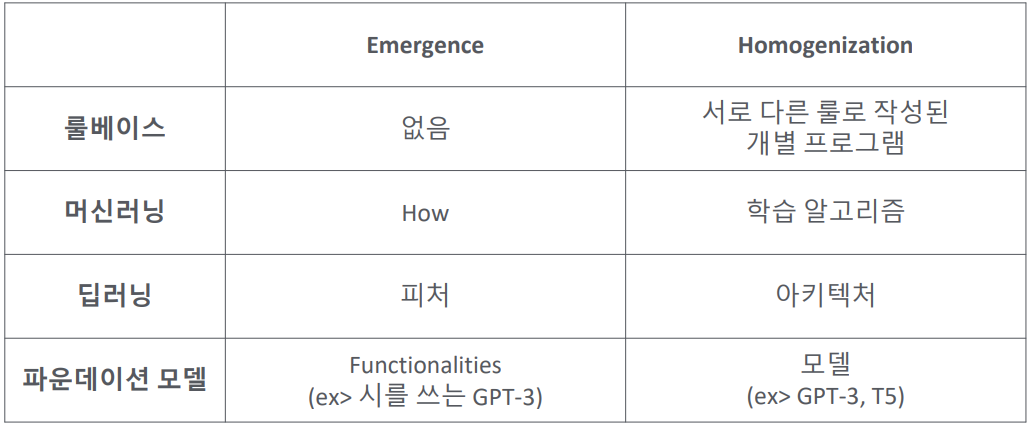 Emergence
Homogenization
룰베이스
없음
서로 다른 룰로 작성된
개별 프로그램
머신러닝
How
학습 알고리즘
딥러닝
피처
아키텍처
파운데이션 모델
Functionalities
(ex> 시를 쓰는 GPT-3)
모델
(ex> GPT-3, T5)